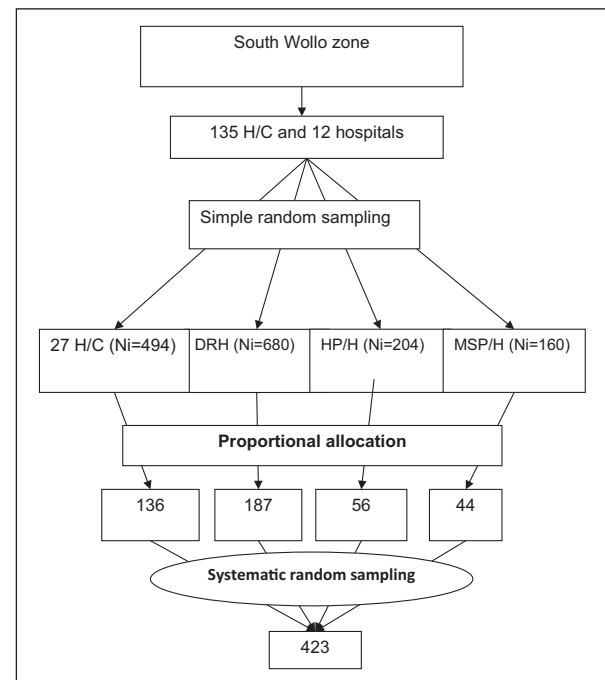 South Wollo zone
135 H/C and 12 hospitals
Simple random sampling
27 H/C (Ni=494)
DRH (Ni=680)
HP/H (Ni=204)
MSP/H (Ni=160)
Proportional allocation
136
187
56
44
Systematic random sampling
423